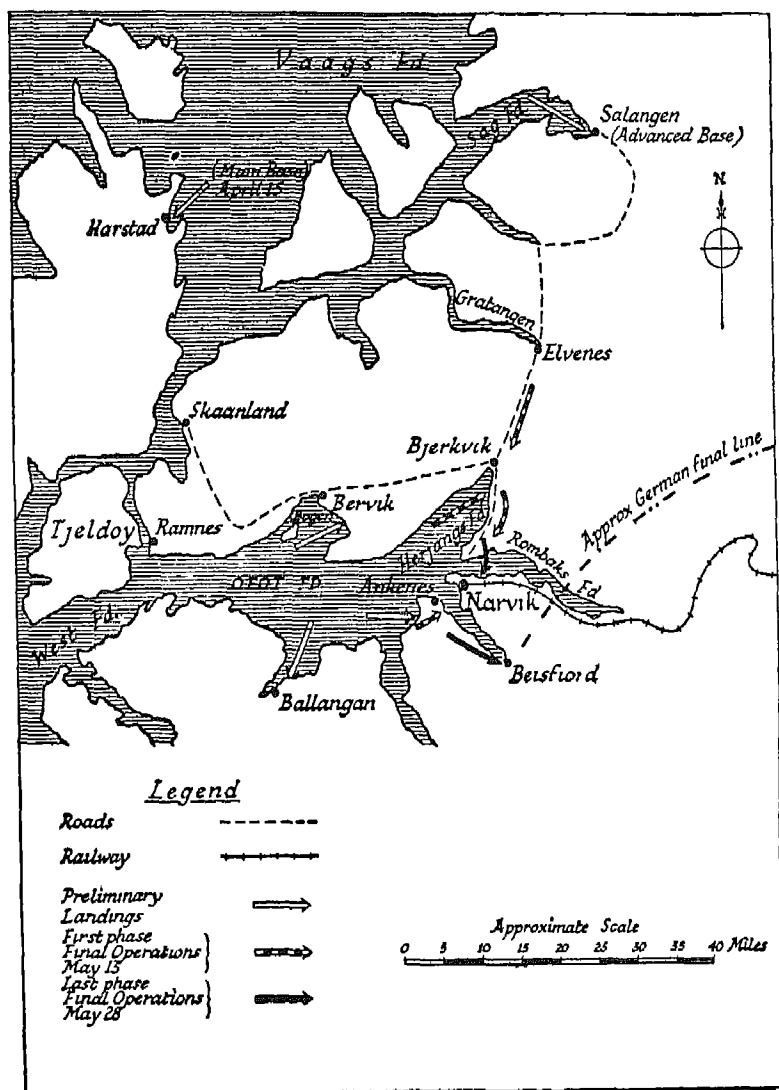 Vaags Fd
Sag Fd
Salangen
(Advanced Base)
(Main Base)
April 15
Harstad
N
Gratangen
Elvenes
Skaanland
Bjerkvik
Approx German final line
Bervik
Tjeldoy
Ramnes
Herjangs Fd
Rombaks Fd
OFOT FD
Ankenes
Narvik
West Fd.
Beisfiord
Ballangan
Legend
Roads
Railway
Preliminary
Landings
First phase
Final Operations
May 13
Last phase
Final Operations
May 28
Approximate Scale
0 5 10 15 20 25 30 35 40 Miles